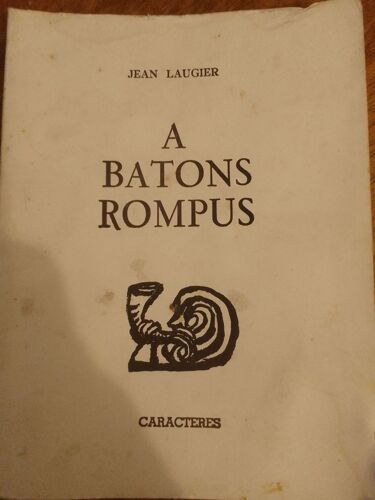 JEAN LAUGIER
A
BATONS
ROMPUS
CARACTERES